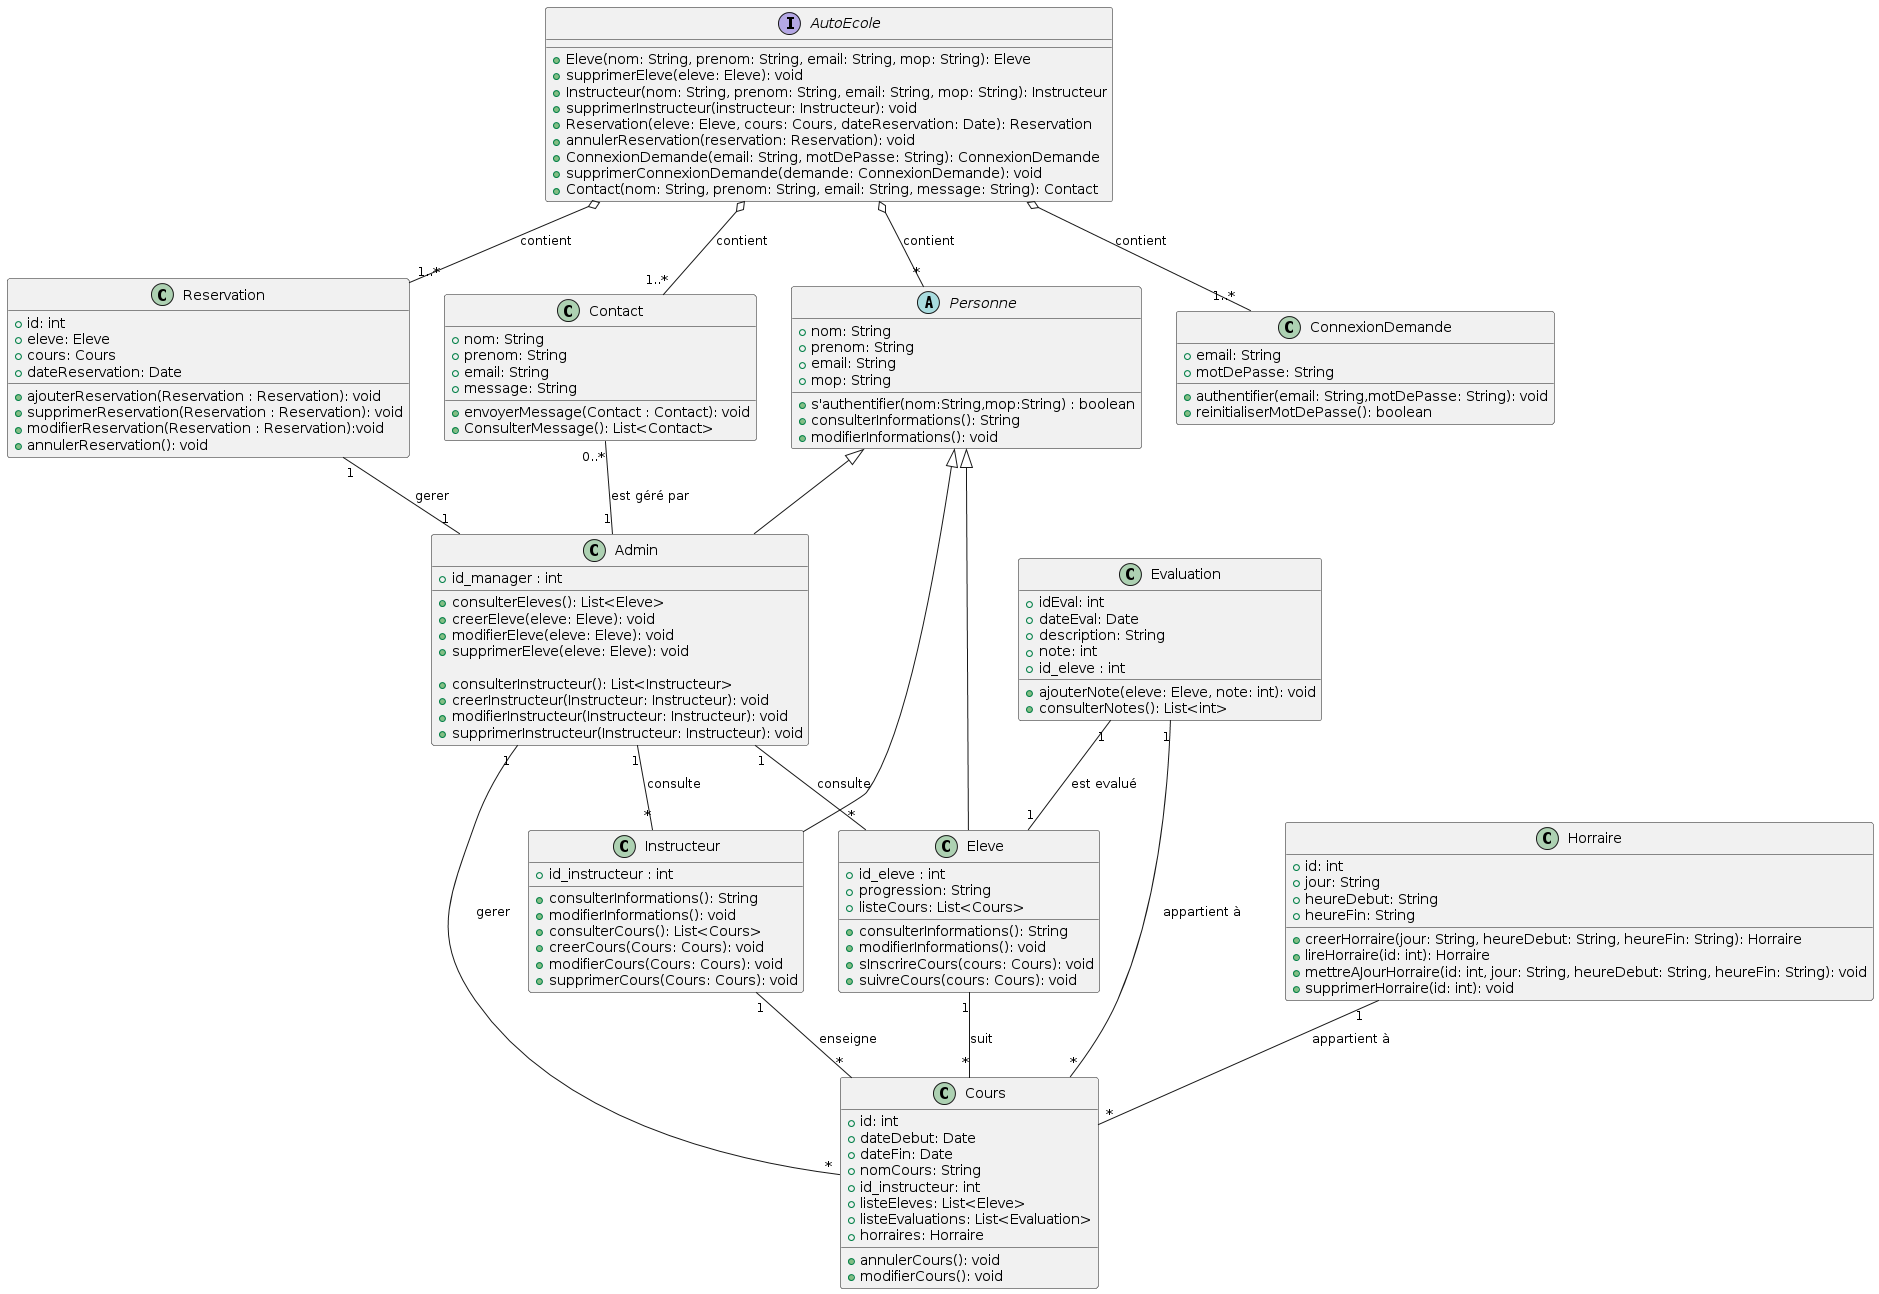 I AutoEcole
Eleve(nom: String, prenom: String, email: String, mop: String): Eleve
supprimerEleve(eleve: Eleve): void
Instructeur(nom: String, prenom: String, email: String, mop: String): Instructeur
supprimerInstructeur(instructeur: Instructeur): void
Reservation(eleve: Eleve, cours: Cours, dateReservation: Date): Reservation
annulerReservation(reservation: Reservation): void
ConnexionDemande(email: String, motDePasse: String): ConnexionDemande
supprimerConnexionDemande(demande: ConnexionDemande): void
Contact(nom: String, prenom: String, email: String, message: String): Contact
contient
contient
contient
contient
1..*
1..*
*
1..*
C Reservation
id: int
eleve: Eleve
cours: Cours
dateReservation: Date
ajouterReservation(Reservation : Reservation): void
supprimerReservation(Reservation : Reservation): void
modifierReservation(Reservation : Reservation):void
annulerReservation(): void
C Contact
nom: String
prenom: String
email: String
message: String
envoyerMessage(Contact : Contact): void
ConsulterMessage(): List<Contact>
A Personne
nom: String
prenom: String
email: String
mop: String
s'authentifier(nom:String,mop:String) : boolean
consulterInformations(): String
modifierInformations(): void
C ConnexionDemande
email: String
motDePasse: String
authentifier(email: String,motDePasse: String): void
reinitialiserMotDePasse(): boolean
1
gerer
1
0..*
est géré par
1
C Admin
id_manager : int
consulterEleves(): List<Eleve>
creerEleve(eleve: Eleve): void
modifierEleve(eleve: Eleve): void
supprimerEleve(eleve: Eleve): void
consulterInstructeur(): List<Instructeur>
creerInstructeur(Instructeur: Instructeur): void
modifierInstructeur(Instructeur: Instructeur): void
supprimerInstructeur(Instructeur: Instructeur): void
C Evaluation
idEval: int
dateEval: Date
description: String
note: int
id_eleve : int
ajouterNote(eleve: Eleve, note: int): void
consulterNotes(): List<int>
1
gerer
*
1
consulte
*
1
consulte
*
1
est evalué
1
1
appartient à
*
C Instructeur
id_instructeur : int
consulterInformations(): String
modifierInformations(): void
consulterCours(): List<Cours>
creerCours(Cours: Cours): void
modifierCours(Cours: Cours): void
supprimerCours(Cours: Cours): void
C Eleve
id_eleve : int
progression: String
listeCours: List<Cours>
consulterInformations(): String
modifierInformations(): void
sInscrireCours(cours: Cours): void
suivreCours(cours: Cours): void
C Horraire
id: int
jour: String
heureDebut: String
heureFin: String
creerHorraire(jour: String, heureDebut: String, heureFin: String): Horraire
lireHorraire(id: int): Horraire
mettreAJourHorraire(id: int, jour: String, heureDebut: String, heureFin: String): void
supprimerHorraire(id: int): void
1
enseigne
*
1
suit
*
1
appartient à
*
C Cours
id: int
dateDebut: Date
dateFin: Date
nomCours: String
id_instructeur: int
listeEleves: List<Eleve>
listeEvaluations: List<Evaluation>
horraires: Horraire
annulerCours(): void
modifierCours(): void